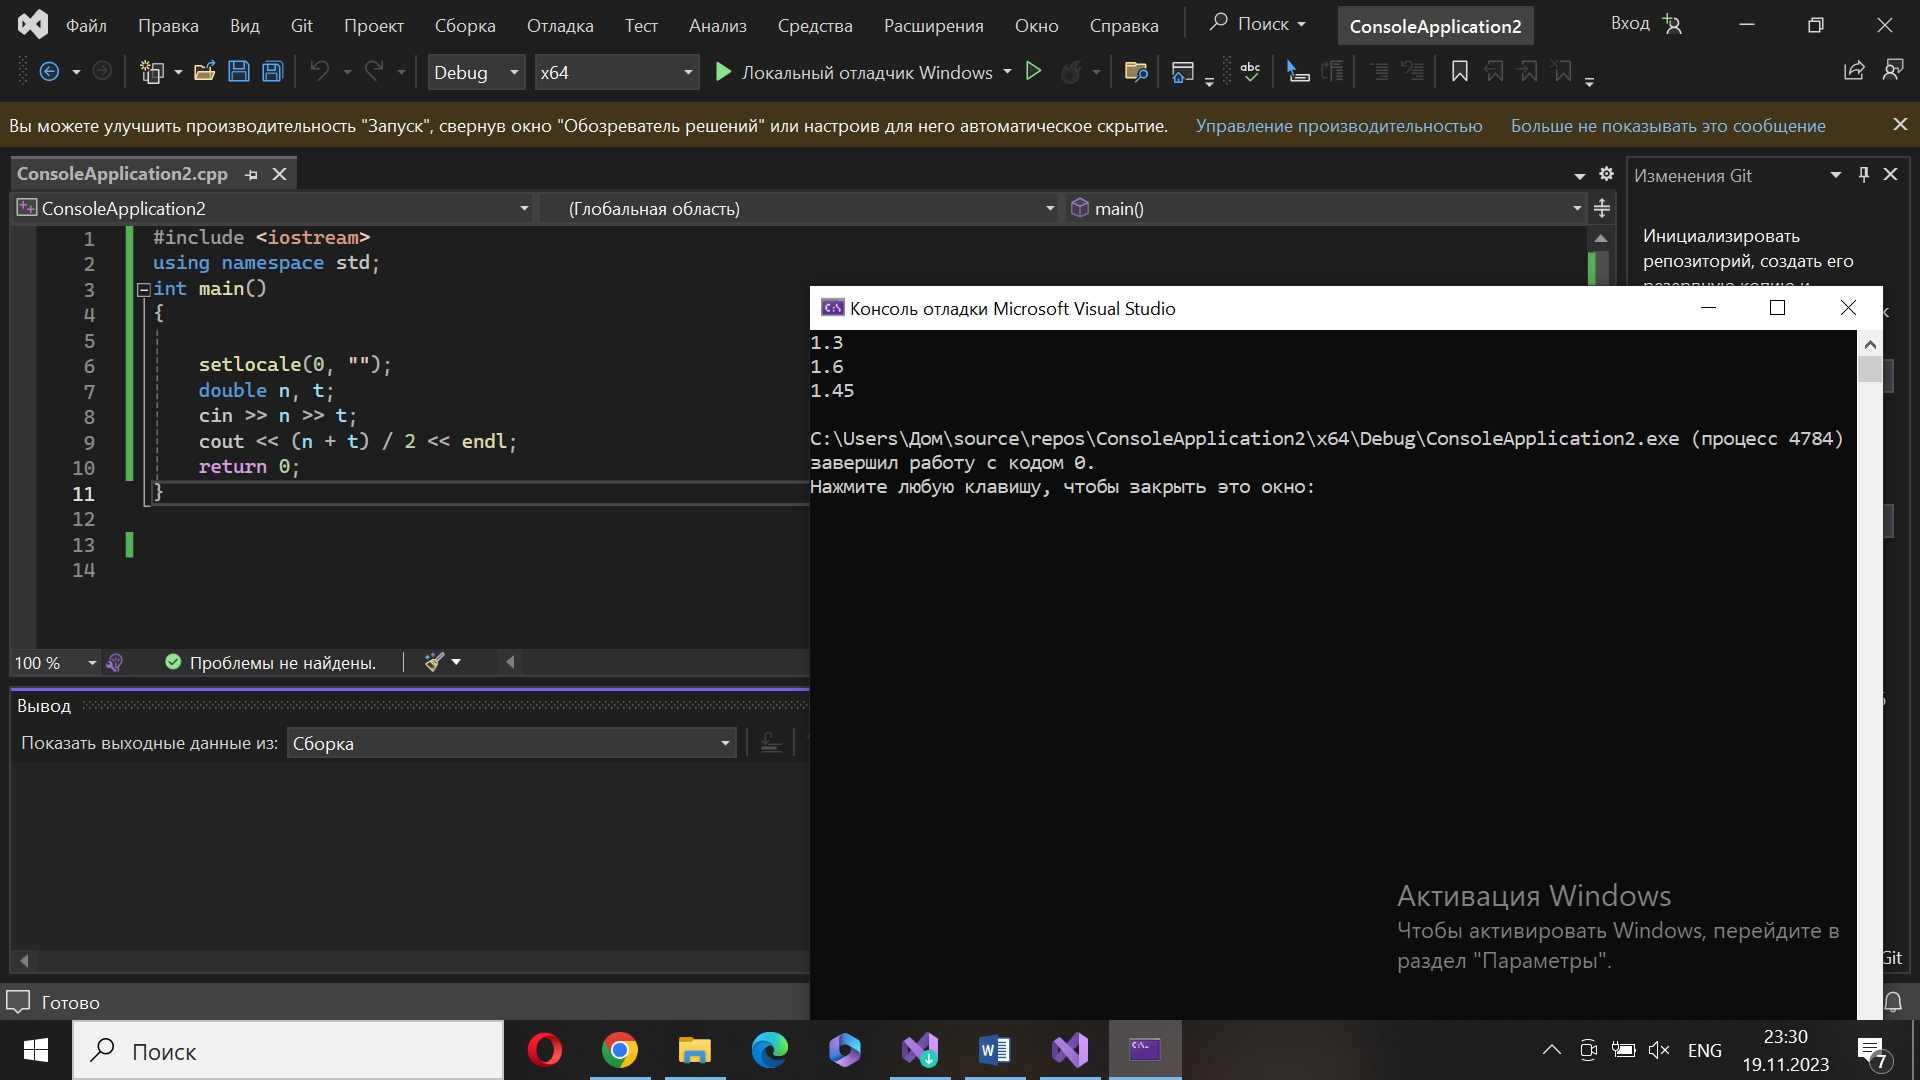 Файл Правка Вид Git Проект Сборка Отладка Тест Анализ Средства Расширения Окно Справка Поиск ConsoleApplication2 Вход
Debug x64 Локальный отладчик Windows abc
Вы можете улучшить производительность "Запуск", свернув окно "Обозреватель решений" или настроив для него автоматическое скрытие. Управление производительностью Больше не показывать это сообщение
ConsoleApplication2.cpp
ConsoleApplication2 (Глобальная область) main()
1 #include <iostream>
2 using namespace std;
3 int main()
4 {
5
6 setlocale(0, "");
7 double n, t;
8 cin >> n >> t;
9 cout << (n + t) / 2 << endl;
10 return 0;
11 }
12
13
14
100 % Проблемы не найдены.
Вывод
Показать выходные данные из: Сборка
Изменения Git
Инициализировать
репозиторий, создать его
Консоль отладки Microsoft Visual Studio
1.3
1.6
1.45
C:\Users\Дом\source\repos\ConsoleApplication2\x64\Debug\ConsoleApplication2.exe (процесс 4784)
завершил работу с кодом 0.
Нажмите любую клавишу, чтобы закрыть это окно:
Активация Windows
Чтобы активировать Windows, перейдите в
раздел "Параметры".
Git
Готово
Поиск
ENG
23:30
19.11.2023
7